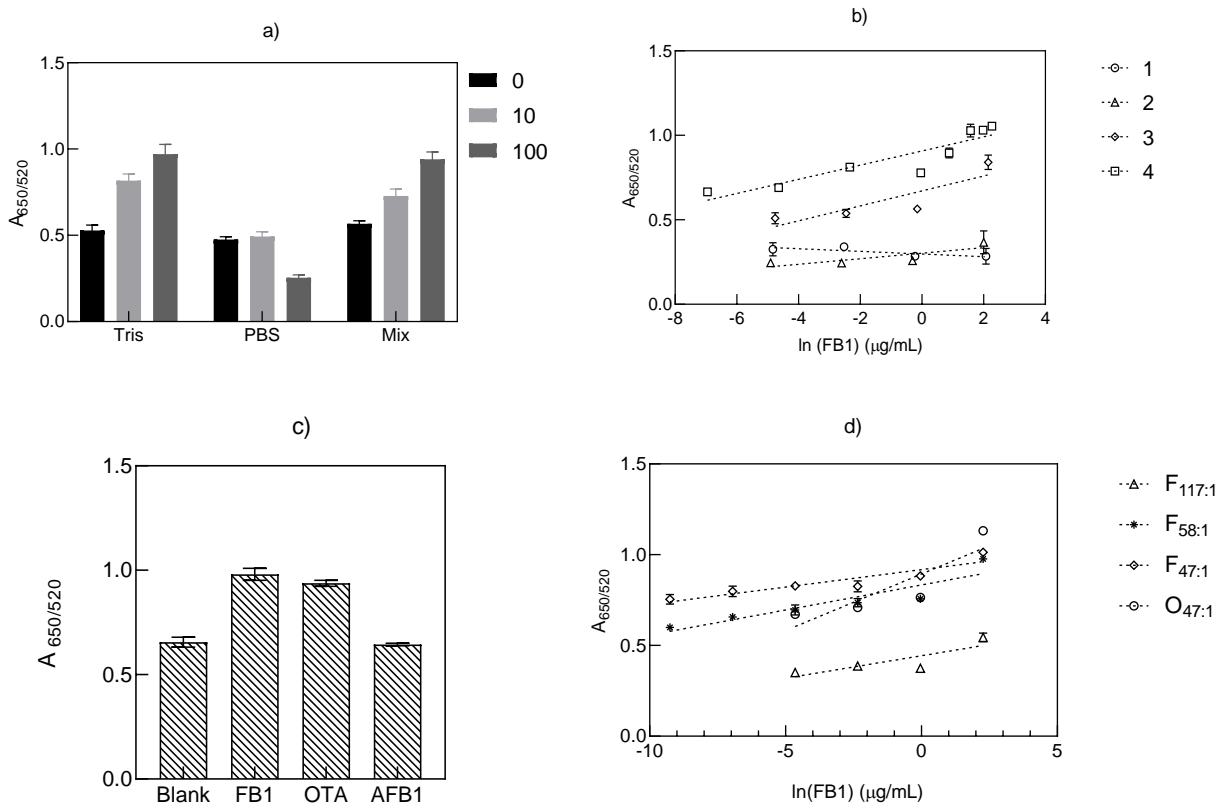 a)
1.5
1.0
0.5
0.0
A650/520
Tris PBS Mix
0
10
100
b)
1.5
1.0
0.5
0.0
A650/520
-8 -6 -4 -2 0 2 4
ln (FB1) (μg/mL)
1
2
3
4
c)
1.5
1.0
0.5
0.0
A 650/520
Blank FB1 OTA AFB1
d)
1.5
1.0
0.5
0.0
A650/520
-10 -5 0 5
ln(FB1) (μg/mL)
F117:1
F58:1
F47:1
O47:1